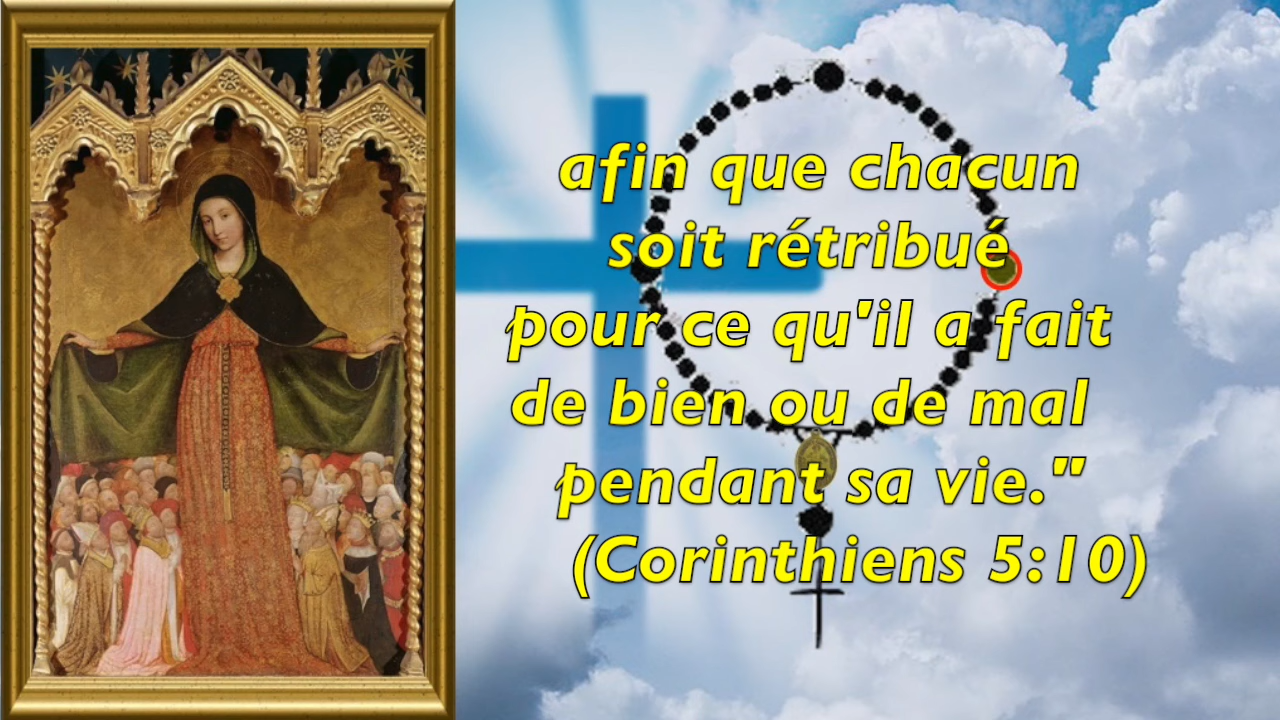 afin que chacun
soit rétribué
pour ce qu'il a fait
de bien ou de mal
pendant sa vie."
(Corinthiens 5:10)